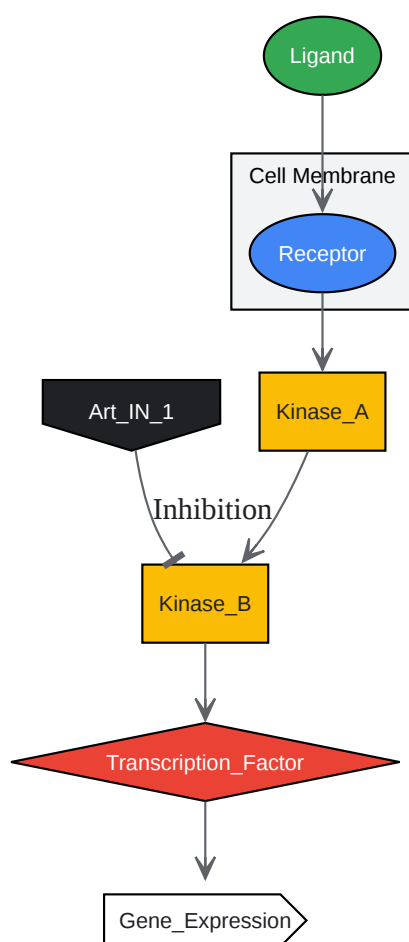 Ligand
Cell Membrane
Receptor
Art_IN_1
Kinase_A
Inhibition
Kinase_B
Transcription_Factor
Gene_Expression